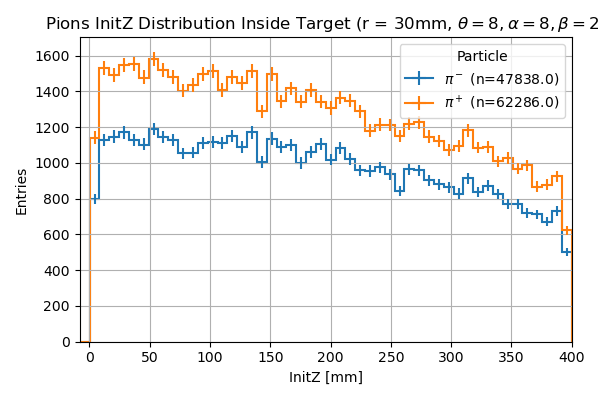 Pions InitZ Distribution Inside Target (r = 30mm, θ = 8, α = 8, β = 2
Particle
π⁻ (n=47838.0)
π⁺ (n=62286.0)
1600
1400
1200
1000
800
600
400
200
0
Entries
0 50 100 150 200 250 300 350 400
InitZ [mm]